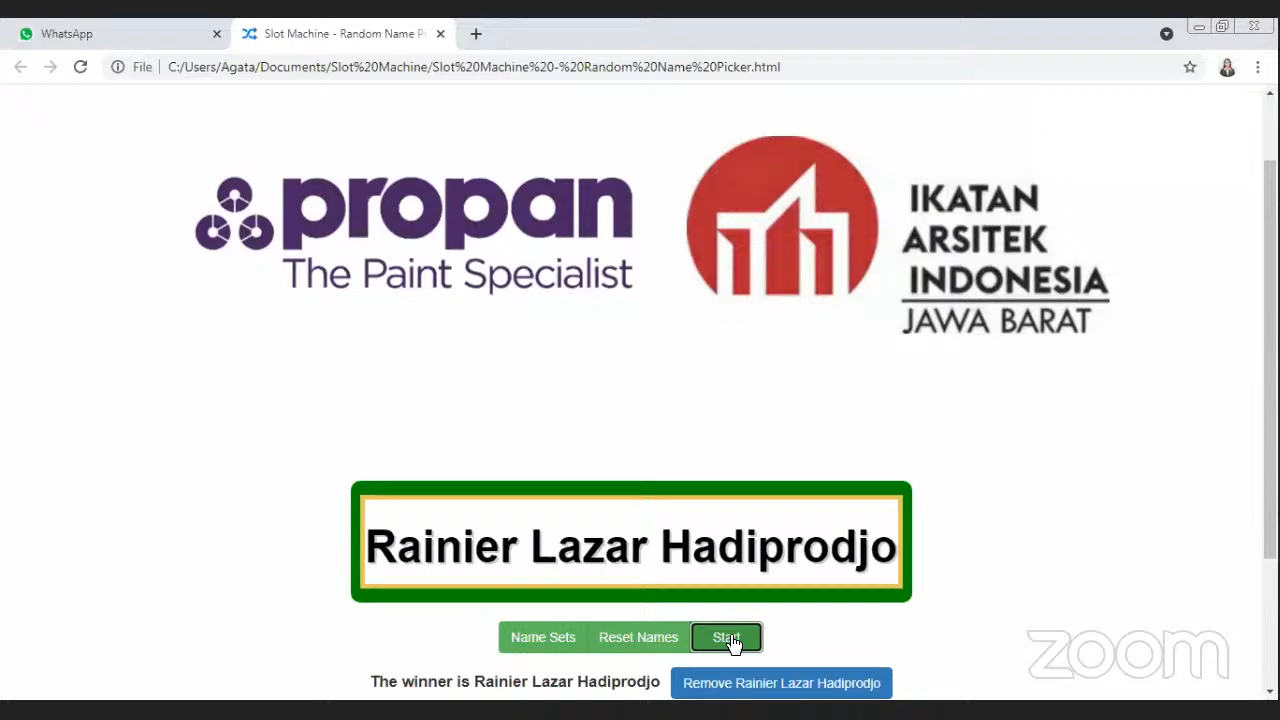 WhatsApp
Slot Machine - Random Name P
File
C:/Users/Agata/Documents/Slot%20Machine/Slot%20Machine%20-%20Random%20Name%20Picker.html
propan
The Paint Specialist
IKATAN
ARSITEK
INDONESIA
JAWA BARAT
Rainier Lazar Hadiprodjo
Name Sets
Reset Names
Start
The winner is Rainier Lazar Hadiprodjo
Remove Rainier Lazar Hadiprodjo
zoom